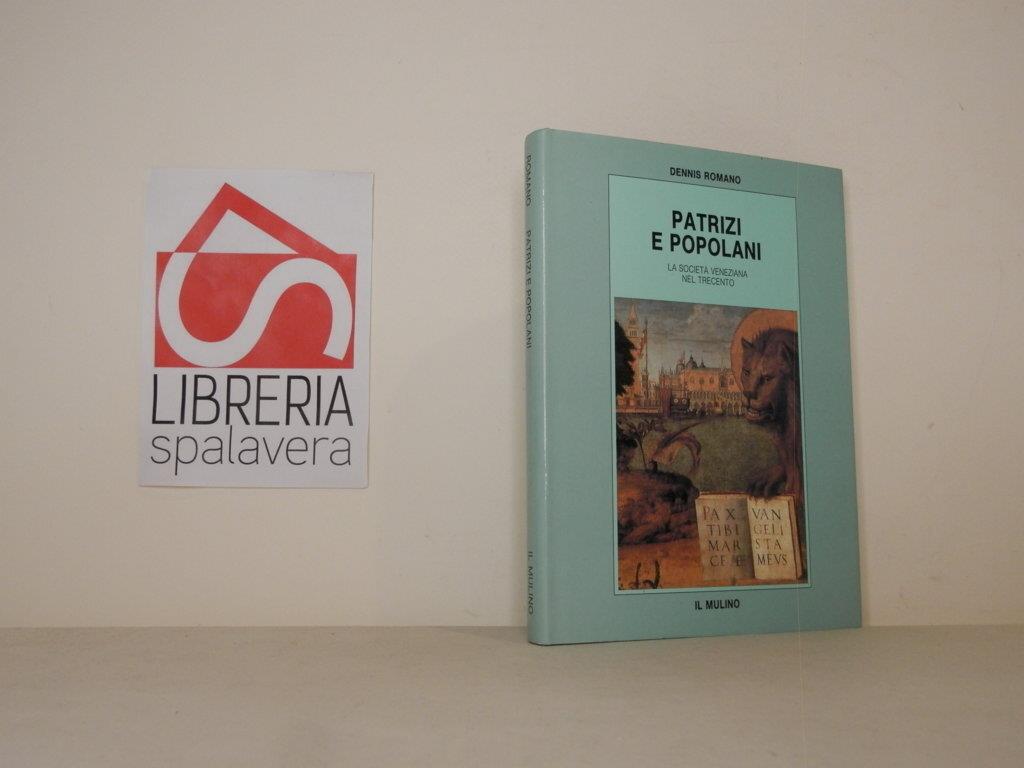 LIBRERIA
spalavera
ROMANO PATRIZI E POPOLANI IL MULINO
DENNIS ROMANO
PATRIZI
E POPOLANI
LA SOCIETÀ VENEZIANA
NEL TRECENTO
PAX
TIBI
MAR
CE E
VAN
GELI
STA
MEVS
IL MULINO